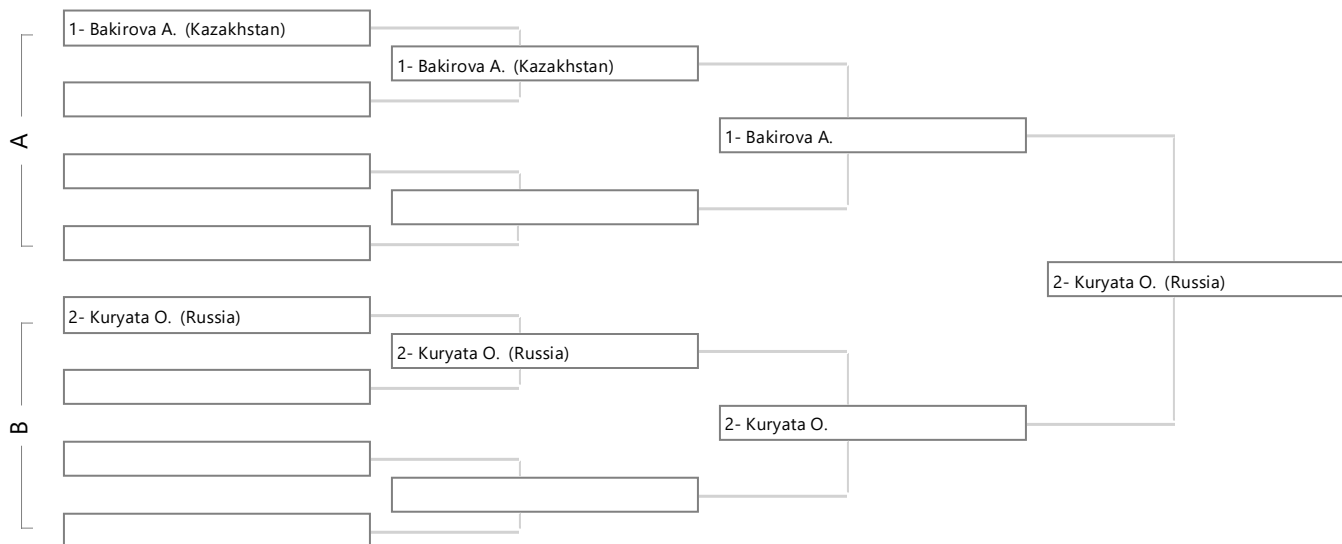 1- Bakirova A. (Kazakhstan)
1- Bakirova A. (Kazakhstan)
A
1- Bakirova A.
2- Kuryata O. (Russia)
2- Kuryata O. (Russia)
2- Kuryata O. (Russia)
B
2- Kuryata O.